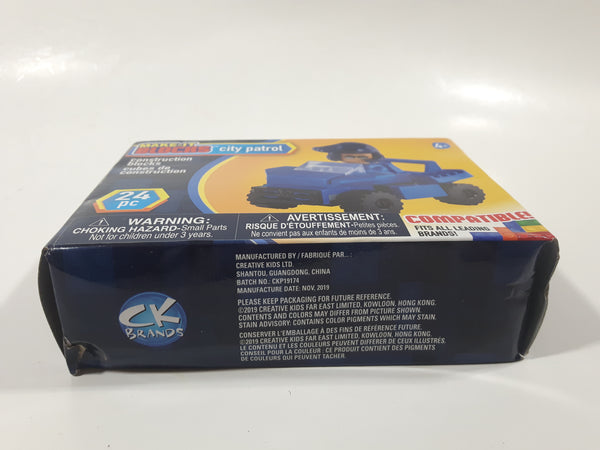 MAKE-IT
BLOCKS city patrol
4+
construction
blocks
cubes de
construction
24
pc
COMPATIBLE!
FITS ALL LEADING
BRANDS!
WARNING:
CHOKING HAZARD-Small Parts
Not for children under 3 years.
AVERTISSEMENT:
RISQUE D'ÉTOUFFEMENT-Petites pièces
Ne convient pas aux enfants de moins de 3 ans.
CK
BRANDS
MANUFACTURED BY / FABRIQUÉ PAR.. :
CREATIVE KIDS LTD.
SHANTOU, GUANGDONG, CHINA
BATCH NO.: CKP19174
MANUFACTURE DATE: NOV, 2019
PLEASE KEEP PACKAGING FOR FUTURE REFERENCE.
©2019 CREATIVE KIDS FAR EAST LIMITED, KOWLOON, HONG KONG.
CONTENTS AND COLORS MAY DIFFER FROM PICTURE SHOWN
STAIN ADVISORY: CONTAINS COLOR PIGMENTS WHICH MAY STAIN.
CONSERVER L'EMBALLAGE À DES FINS DE RÉFÉRENCE FUTURE.
©2019 CREATIVE KIDS FAR EAST LIMITED, KOWLOON, HONG KONG.
LE CONTENU ET LES COULEURS PEUVENT DIFFÉRER DE CEUX ILLUSTRÉS.
CONSEIL POUR LA COULEUR : CE PRODUIT CONTIENT DES PIGMENTS
DE COULEUR QUI PEUVENT TACHER.